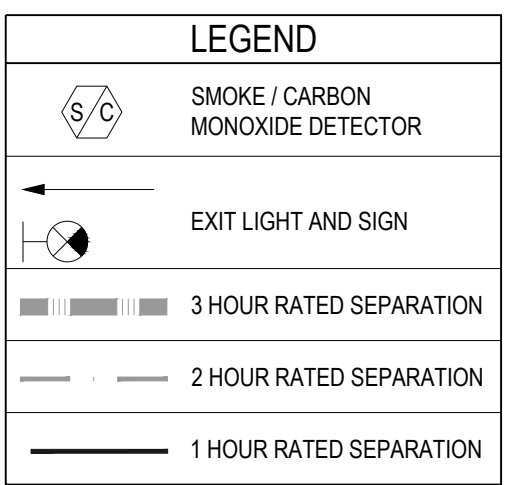 LEGEND
S/C
SMOKE / CARBON
MONOXIDE DETECTOR
EXIT LIGHT AND SIGN
3 HOUR RATED SEPARATION
2 HOUR RATED SEPARATION
1 HOUR RATED SEPARATION